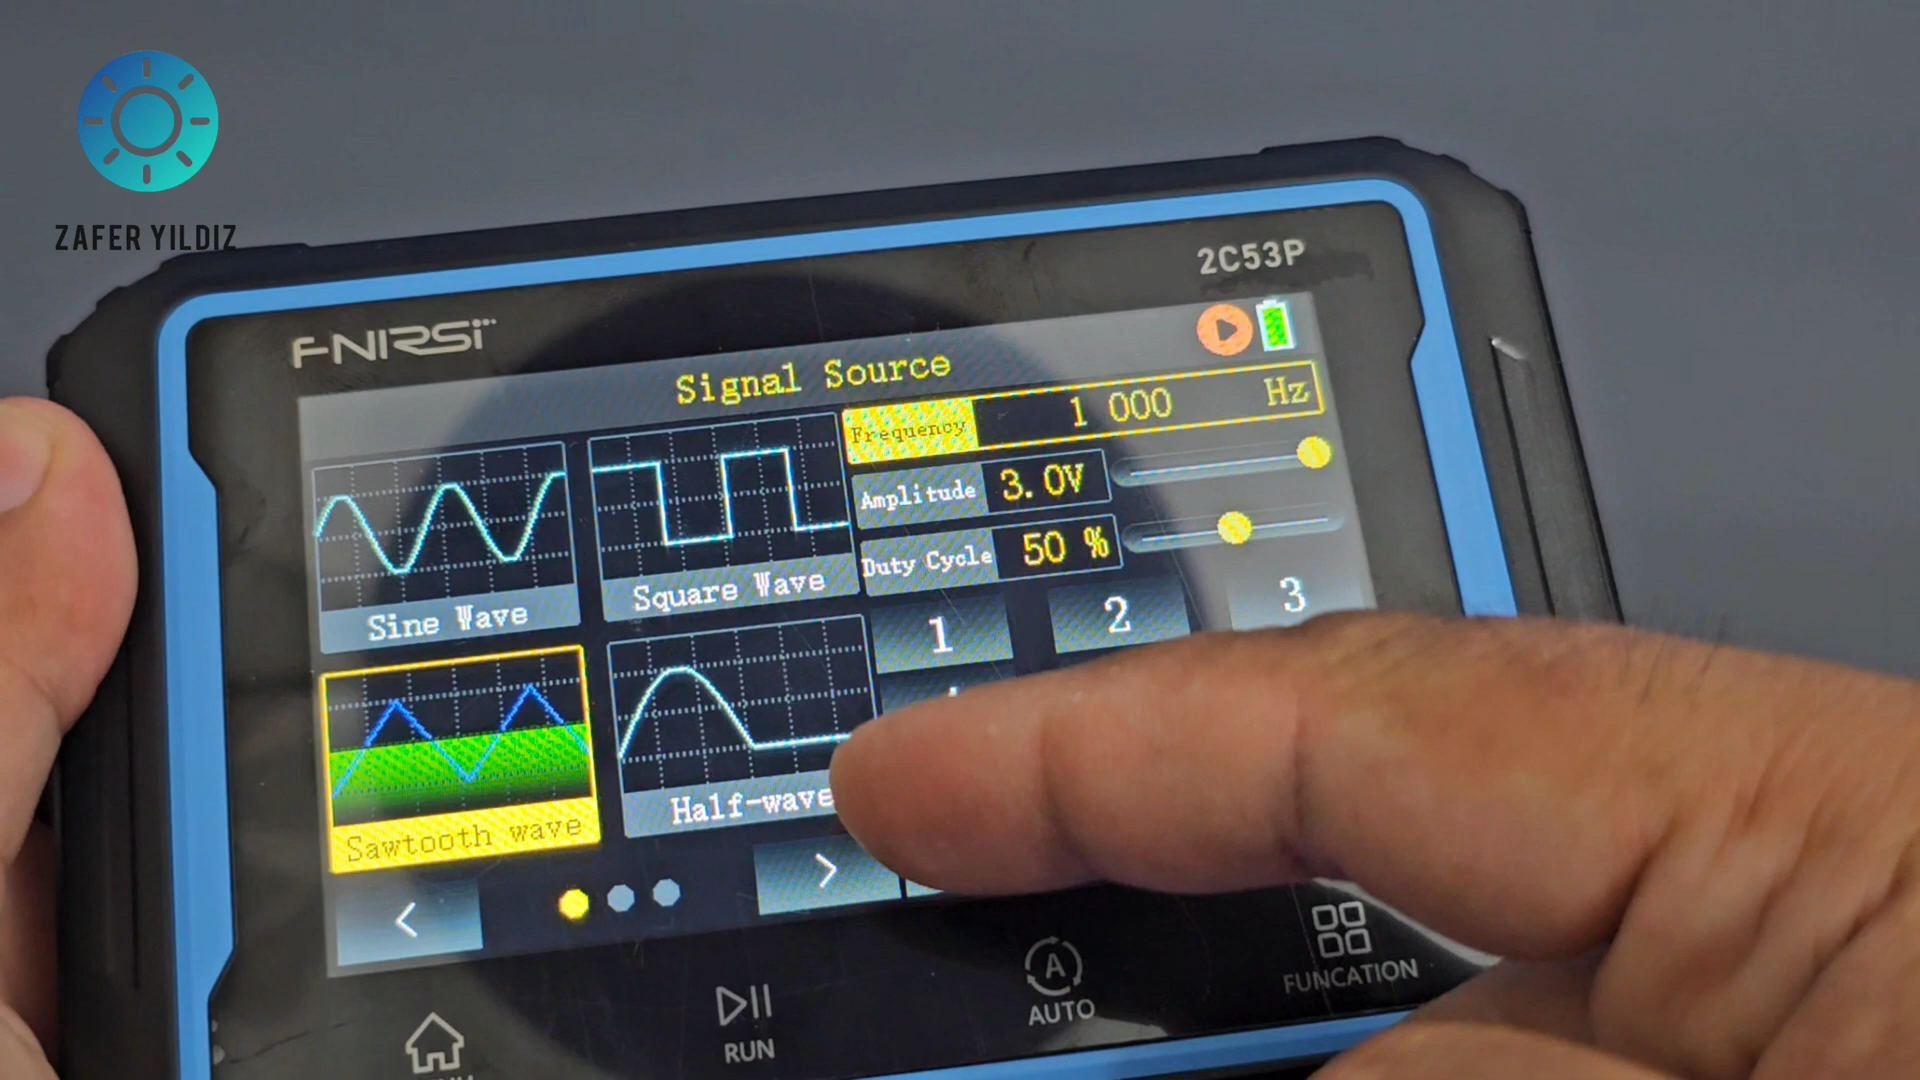 ZAFER YILDIZ
2C53P
FNIRSI
Signal Source
Frequency 1 000 Hz
Amplitude 3.0V
Duty Cycle 50 %
Sine Wave
Square Wave
1 2 3
Sawtooth wave
Half-wave
< >
RUN
AUTO
FUNCATION